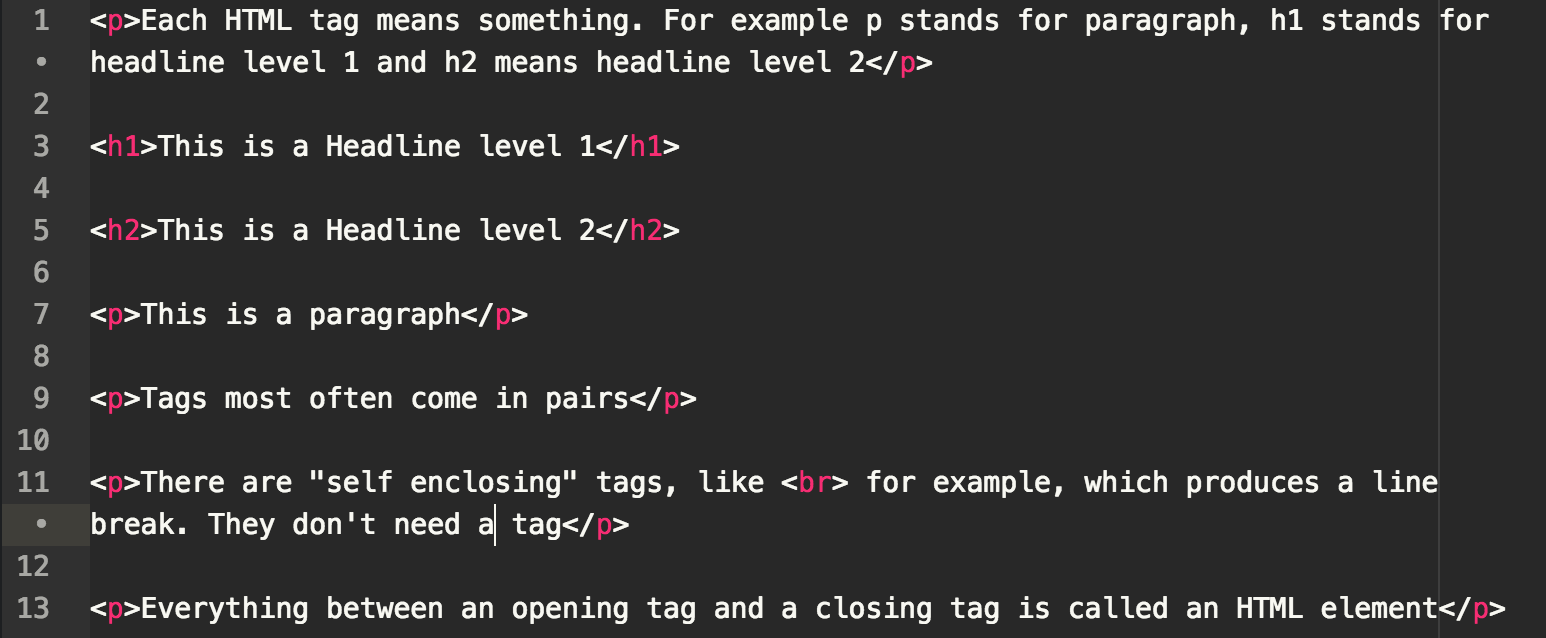 1 <p>Each HTML tag means something. For example p stands for paragraph, h1 stands for
• headline level 1 and h2 means headline level 2</p>
2
3 <h1>This is a Headline level 1</h1>
4
5 <h2>This is a Headline level 2</h2>
6
7 <p>This is a paragraph</p>
8
9 <p>Tags most often come in pairs</p>
10
11 <p>There are "self enclosing" tags, like <br> for example, which produces a line
• break. They don't need a tag</p>
12
13 <p>Everything between an opening tag and a closing tag is called an HTML element</p>